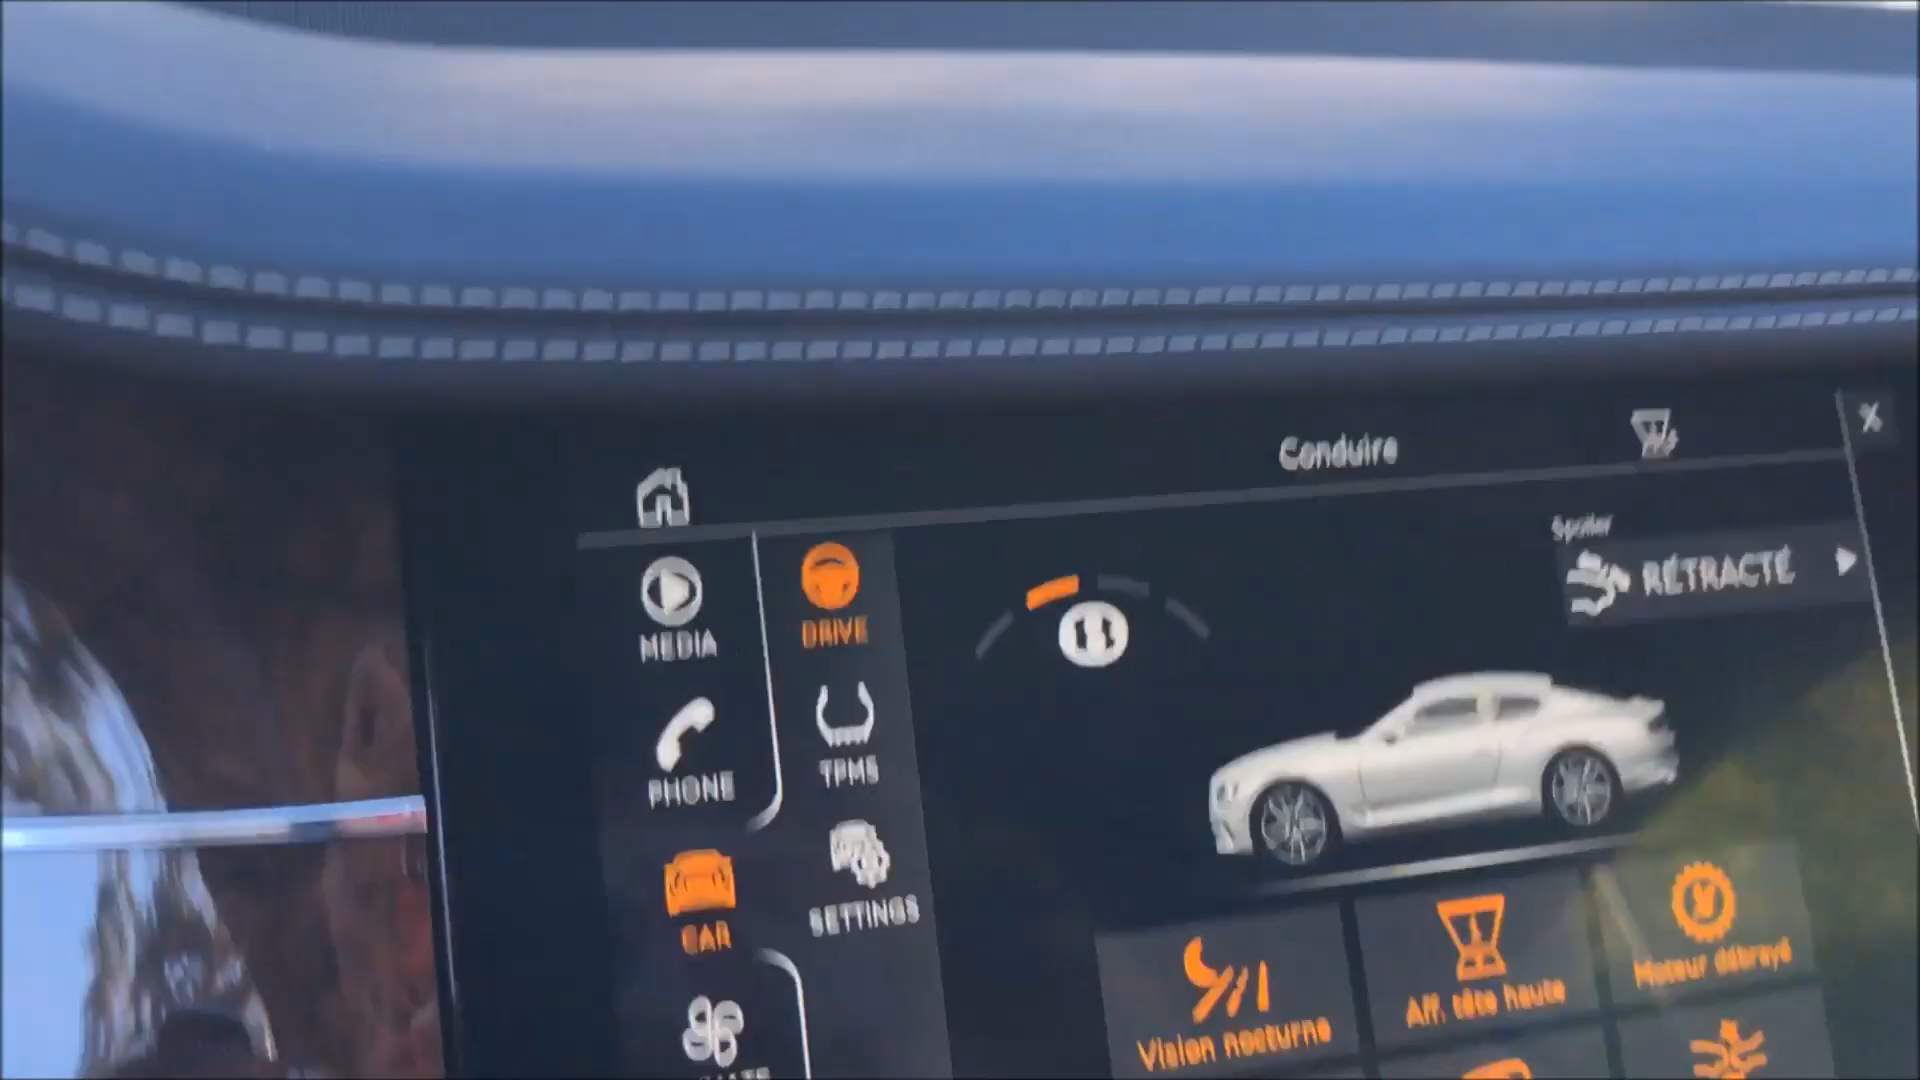 Conduire
Spoiler
RÉTRACTÉ
MEDIA
DRIVE
PHONE
TPMS
CAR
SETTINGS
Vision nocturne
Aff. tête haute
Moteur débrayé